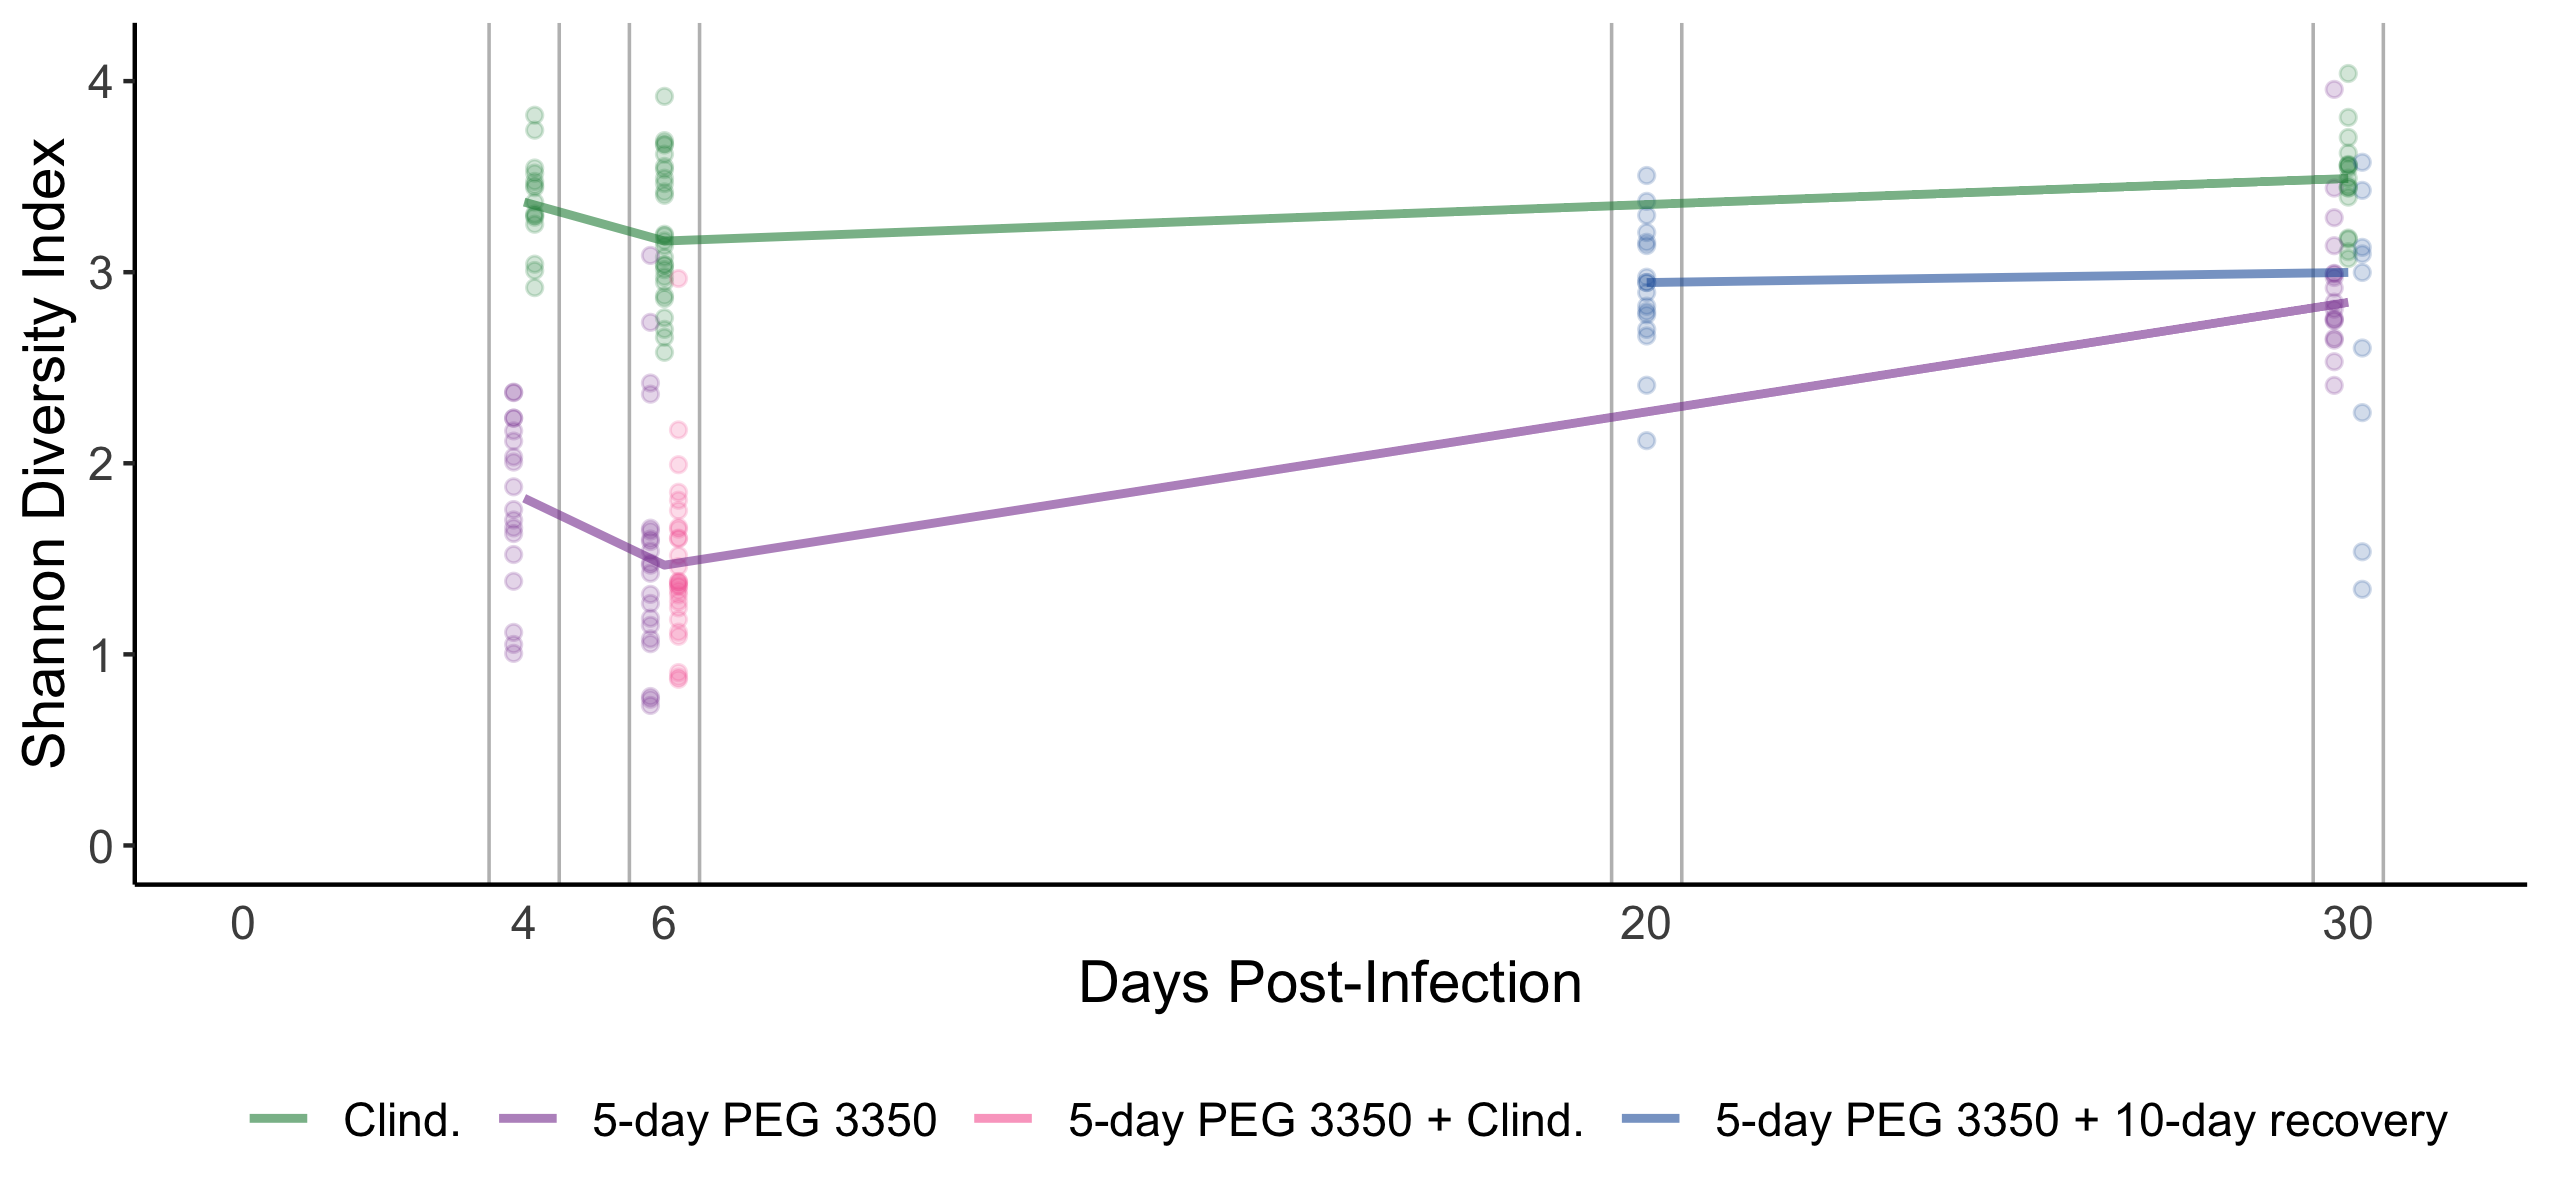 Shannon Diversity Index
4
3
2
1
0
0 4 6 20 30
Days Post-Infection
Clind. 5-day PEG 3350 5-day PEG 3350 + Clind. 5-day PEG 3350 + 10-day recovery